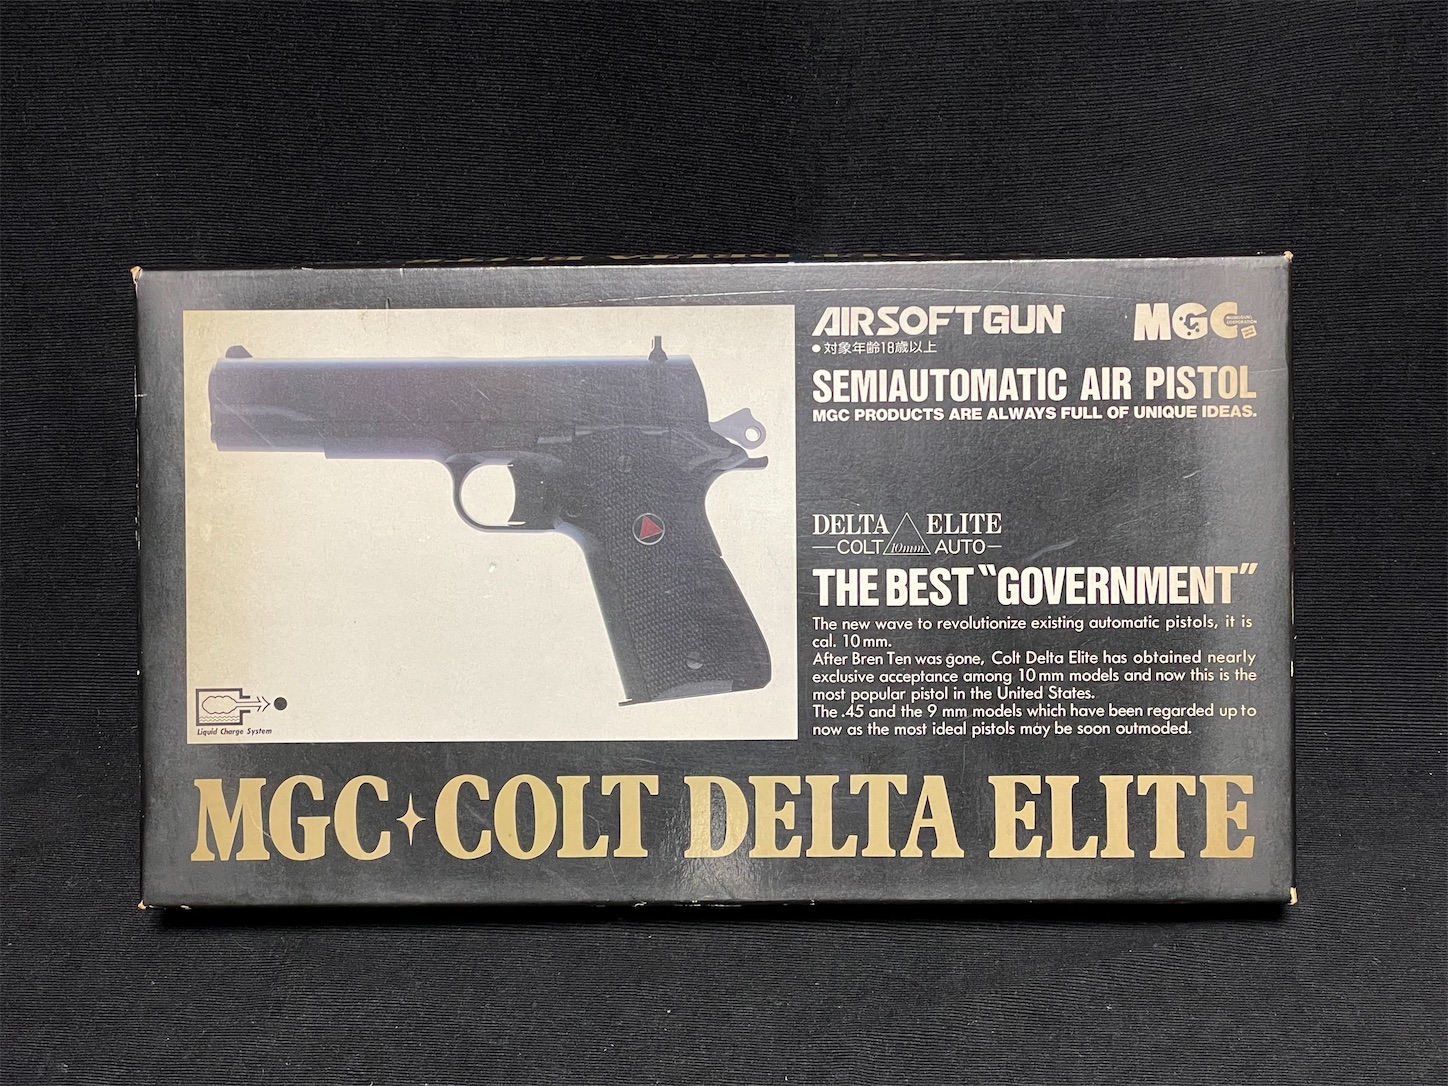 AIRSOFTGUN
●対象年齢18歳以上
MGC
SEMIAUTOMATIC AIR PISTOL
MGC PRODUCTS ARE ALWAYS FULL OF UNIQUE IDEAS.
DELTA ELITE
COLT 10mm AUTO
THE BEST "GOVERNMENT"
The new wave to revolutionize existing automatic pistols, it is
cal. 10mm.
After Bren Ten was gone, Colt Delta Elite has obtained nearly
exclusive acceptance among 10mm models and now this is the
most popular pistol in the United States.
The .45 and the 9 mm models which have been regarded up to
now as the most ideal pistols may be soon outmoded.
Liquid Charge System
MGC COLT DELTA ELITE